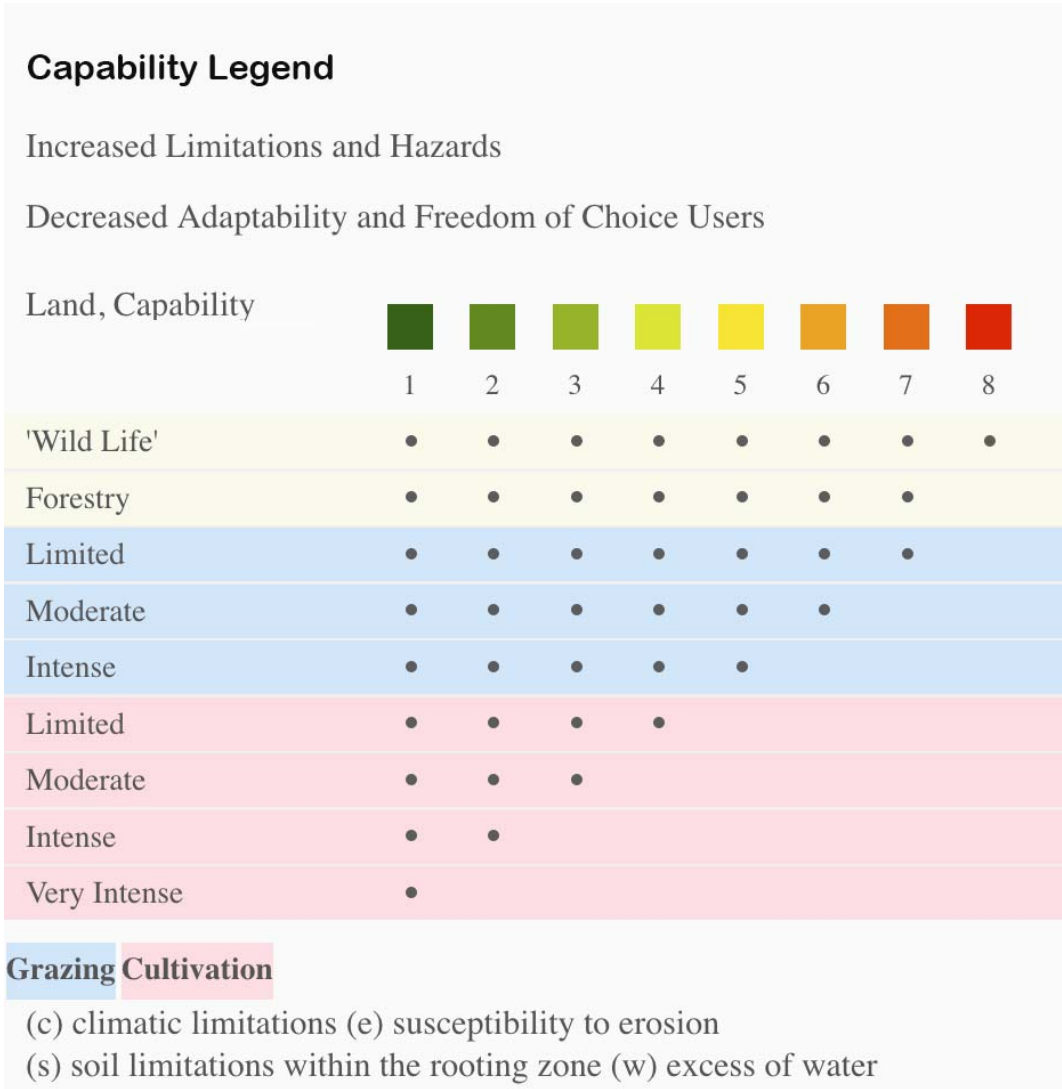 Capability Legend
Increased Limitations and Hazards
Decreased Adaptability and Freedom of Choice Users
Land, Capability
1 2 3 4 5 6 7 8
'Wild Life'
Forestry
Limited
Moderate
Intense
Limited
Moderate
Intense
Very Intense
Grazing Cultivation
(c) climatic limitations (e) susceptibility to erosion
(s) soil limitations within the rooting zone (w) excess of water